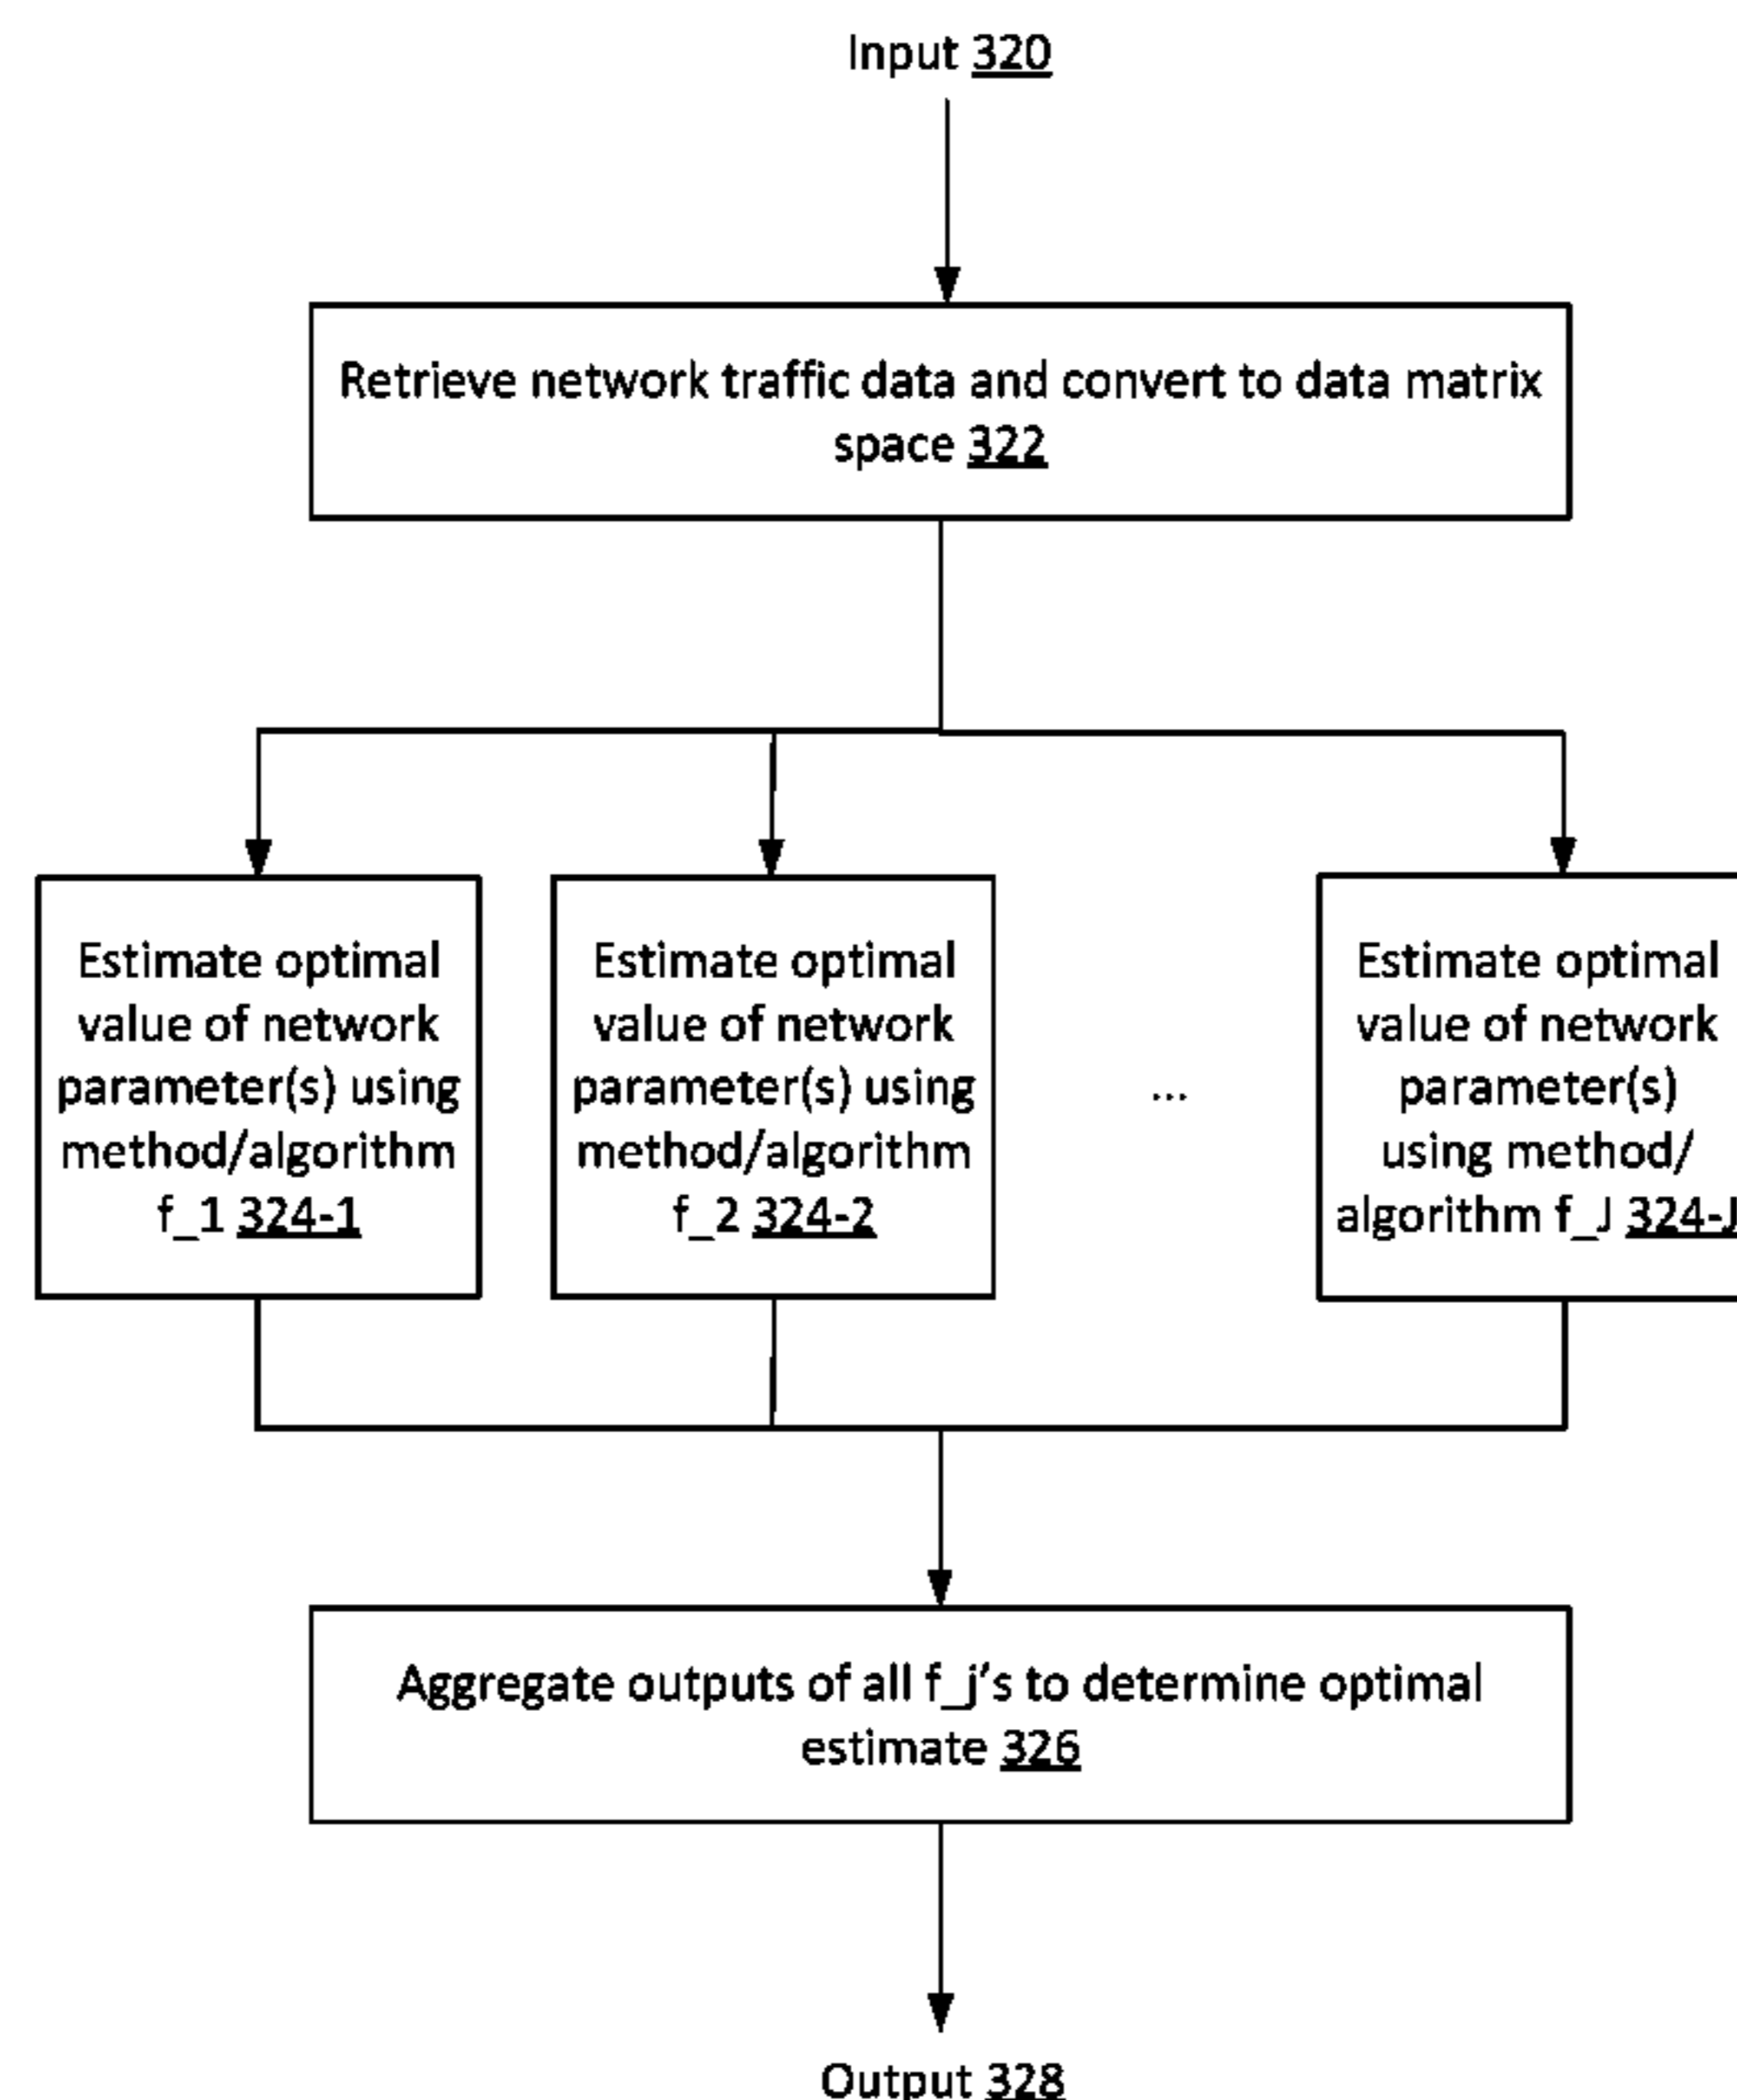 Input 320
Retrieve network traffic data and convert to data matrix
space 322
Estimate optimal
value of network
parameter(s) using
method/algorithm
f_1 324-1
Estimate optimal
value of network
parameter(s) using
method/algorithm
f_2 324-2
...
Estimate optimal
value of network
parameter(s)
using method/
algorithm f_J 324-J
Aggregate outputs of all f_j's to determine optimal
estimate 326
Output 328